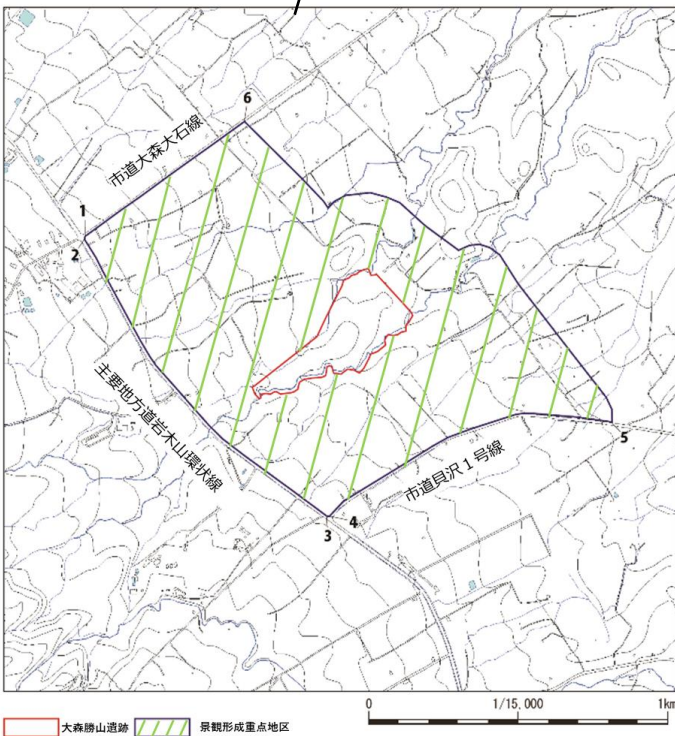 6
市道大森大石線
1
2
主要地方道岩木山環状線
5
市道貝沢1号線
4
3
0 1/15,000 1km
大森勝山遺跡 景観形成重点地区